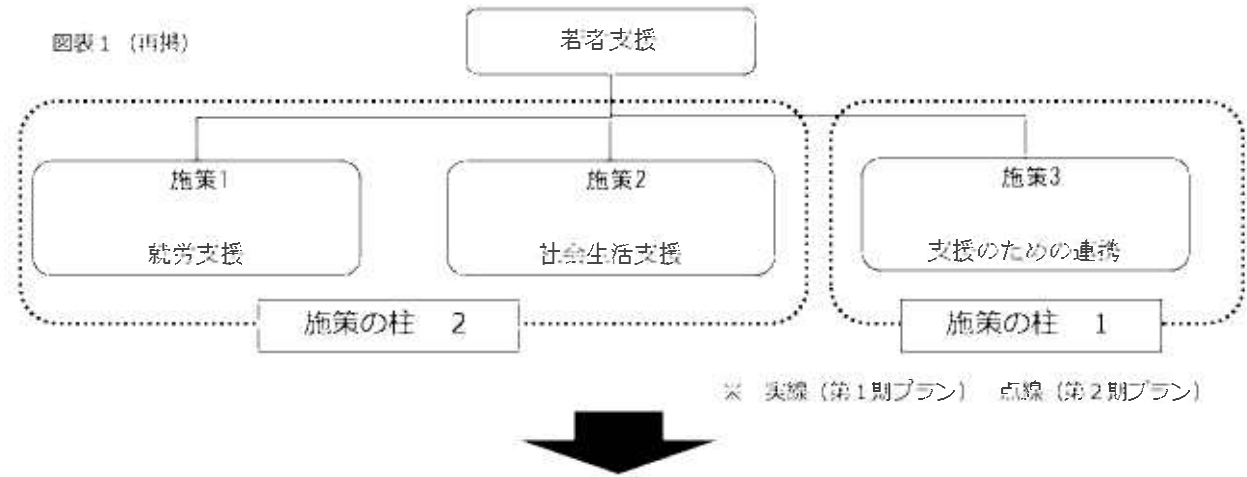 図表1 (再掲)
若者支援
施策1
就労支援
施策2
社会生活支援
施策3
支援のための連携
施策の柱 2
施策の柱 1
※ 実線(第1期プラン) 点線(第2期プラン)